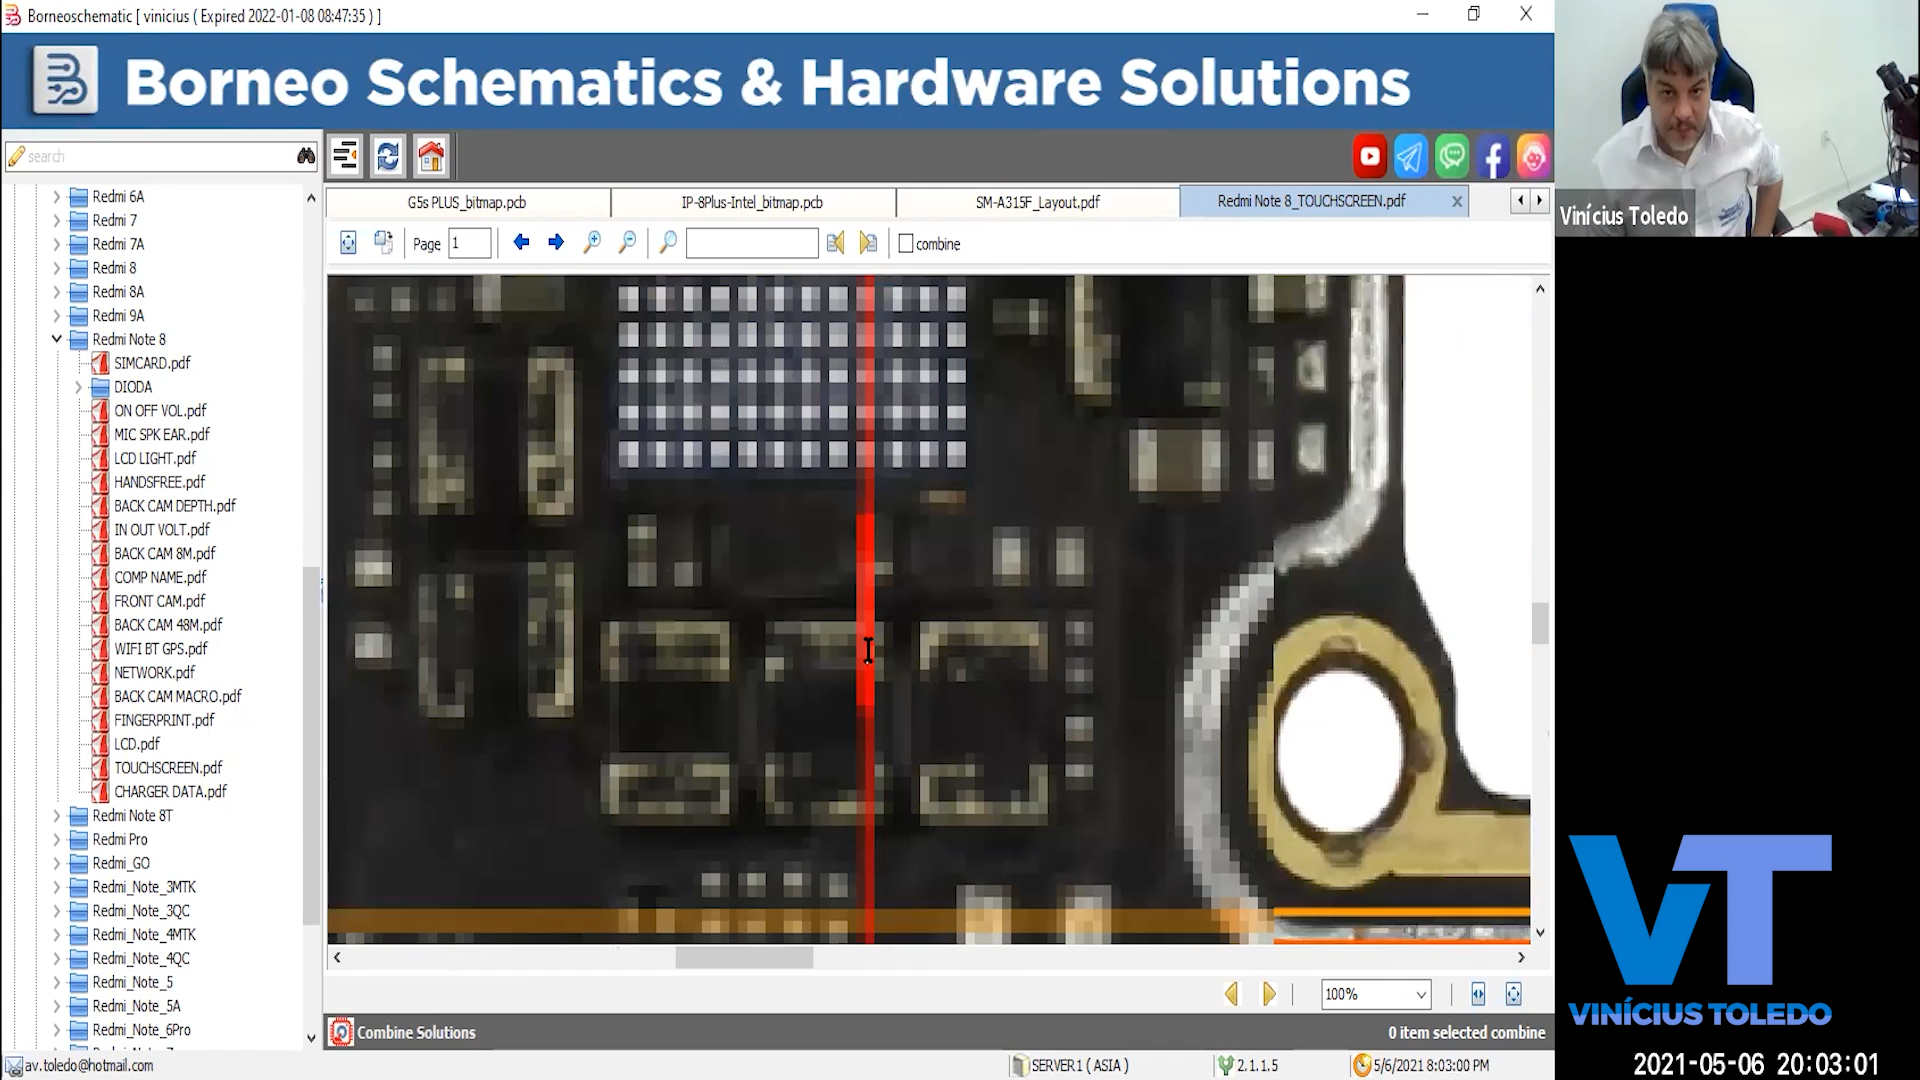 Borneoschematic [ vinicius ( Expired 2022-01-08 08:47:35 ) ]
Borneo Schematics & Hardware Solutions
search
G5s PLUS_bitmap.pcb
IP-8Plus-Intel_bitmap.pcb
SM-A315F_Layout.pdf
Redmi Note 8_TOUCHSCREEN.pdf
Page 1
combine
Redmi 6A
Redmi 7
Redmi 7A
Redmi 8
Redmi 8A
Redmi 9A
Redmi Note 8
SIMCARD.pdf
DIODA
ON OFF VOL.pdf
MIC SPK EAR.pdf
LCD LIGHT.pdf
HANDSFREE.pdf
BACK CAM DEPTH.pdf
IN OUT VOLT.pdf
BACK CAM 8M.pdf
COMP NAME.pdf
FRONT CAM.pdf
BACK CAM 48M.pdf
WIFI BT GPS.pdf
NETWORK.pdf
BACK CAM MACRO.pdf
FINGERPRINT.pdf
LCD.pdf
TOUCHSCREEN.pdf
CHARGER DATA.pdf
Redmi Note 8T
Redmi Pro
Redmi_GO
Redmi_Note_3MTK
Redmi_Note_3QC
Redmi_Note_4MTK
Redmi_Note_4QC
Redmi_Note_5
Redmi_Note_5A
Redmi_Note_6Pro
100%
Combine Solutions
0 item selected combine
av.toledo@hotmail.com
SERVER1 ( ASIA )
2.1.1.5
5/6/2021 8:03:00 PM
Vinícius Toledo
VT
VINÍCIUS TOLEDO
2021-05-06 20:03:01